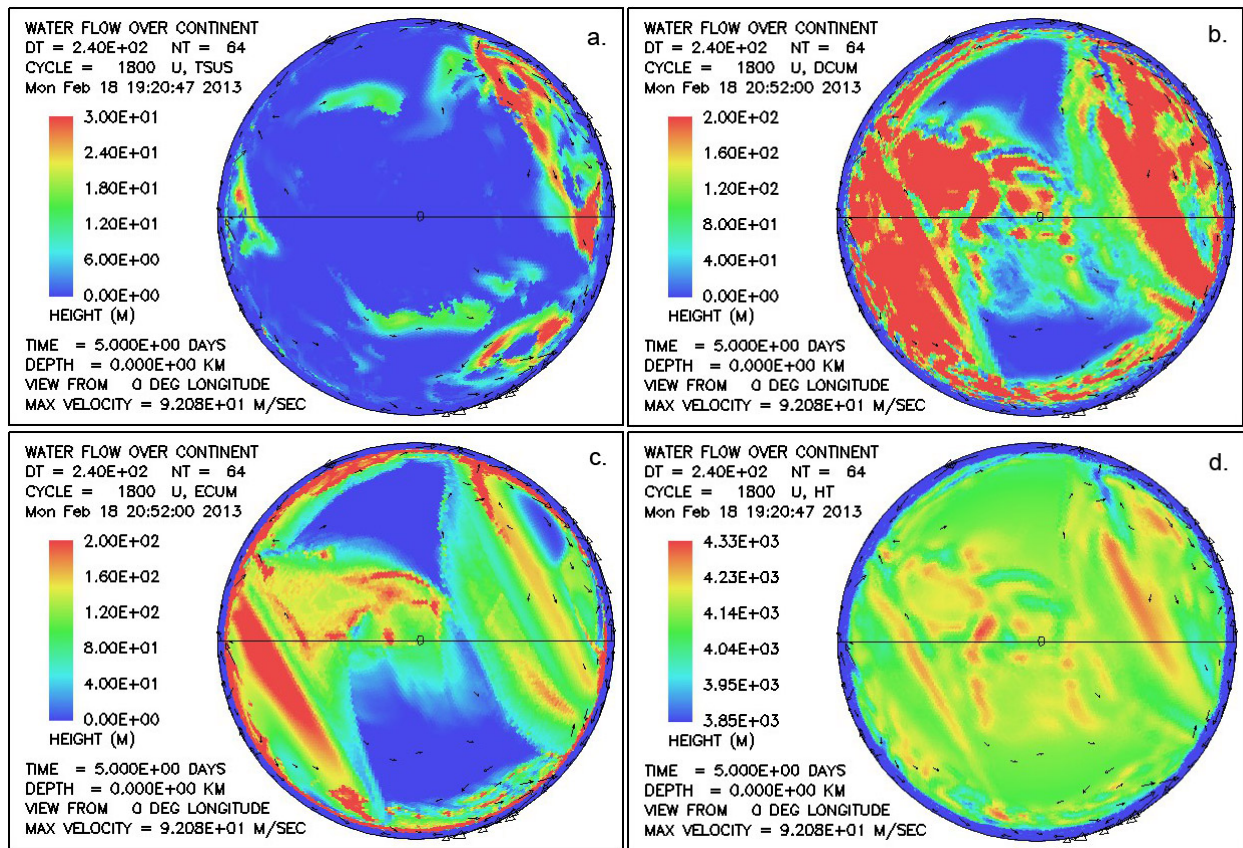 WATER FLOW OVER CONTINENT
DT = 2.40E+02 NT = 64
CYCLE = 1800 U, TSUS
Mon Feb 18 19:20:47 2013
a.
3.00E+01
2.40E+01
1.80E+01
1.20E+01
6.00E+00
0.00E+00
HEIGHT (M)
TIME = 5.000E+00 DAYS
DEPTH = 0.000E+00 KM
VIEW FROM 0 DEG LONGITUDE
MAX VELOCITY = 9.208E+01 M/SEC
0
WATER FLOW OVER CONTINENT
DT = 2.40E+02 NT = 64
CYCLE = 1800 U, DCUM
Mon Feb 18 20:52:00 2013
b.
2.00E+02
1.60E+02
1.20E+02
8.00E+01
4.00E+01
0.00E+00
HEIGHT (M)
TIME = 5.000E+00 DAYS
DEPTH = 0.000E+00 KM
VIEW FROM 0 DEG LONGITUDE
MAX VELOCITY = 9.208E+01 M/SEC
0
WATER FLOW OVER CONTINENT
DT = 2.40E+02 NT = 64
CYCLE = 1800 U, ECUM
Mon Feb 18 20:52:00 2013
c.
2.00E+02
1.60E+02
1.20E+02
8.00E+01
4.00E+01
0.00E+00
HEIGHT (M)
TIME = 5.000E+00 DAYS
DEPTH = 0.000E+00 KM
VIEW FROM 0 DEG LONGITUDE
MAX VELOCITY = 9.208E+01 M/SEC
0
WATER FLOW OVER CONTINENT
DT = 2.40E+02 NT = 64
CYCLE = 1800 U, HT
Mon Feb 18 19:20:47 2013
d.
4.33E+03
4.23E+03
4.14E+03
4.04E+03
3.95E+03
3.85E+03
HEIGHT (M)
TIME = 5.000E+00 DAYS
DEPTH = 0.000E+00 KM
VIEW FROM 0 DEG LONGITUDE
MAX VELOCITY = 9.208E+01 M/SEC
0